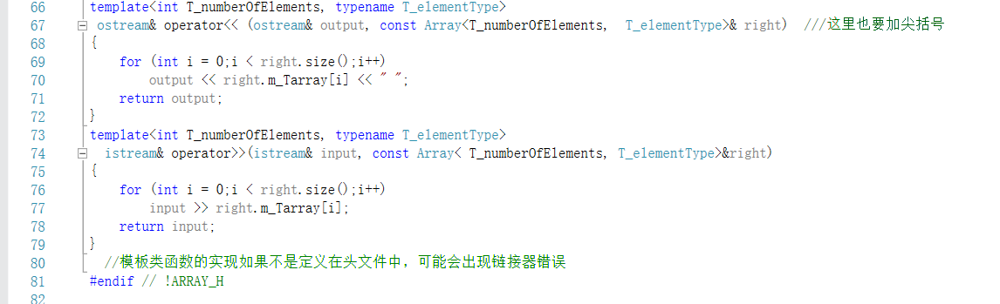 66 template<int T_numberOfElements, typename T_elementType>
67 ostream& operator<< (ostream& output, const Array<T_numberOfElements,  T_elementType>& right)  ///这里也要加尖括号
68 {
69     for (int i = 0;i < right.size();i++)
70         output << right.m_Tarray[i] << " ";
71     return output;
72 }
73 template<int T_numberOfElements, typename T_elementType>
74   istream& operator>>(istream& input, const Array< T_numberOfElements, T_elementType>&right)
75 {
76     for (int i = 0;i < right.size();i++)
77         input >> right.m_Tarray[i];
78     return input;
79 }
80   //模板类函数的实现如果不是定义在头文件中，可能会出现链接器错误
81 #endif // !ARRAY_H
82